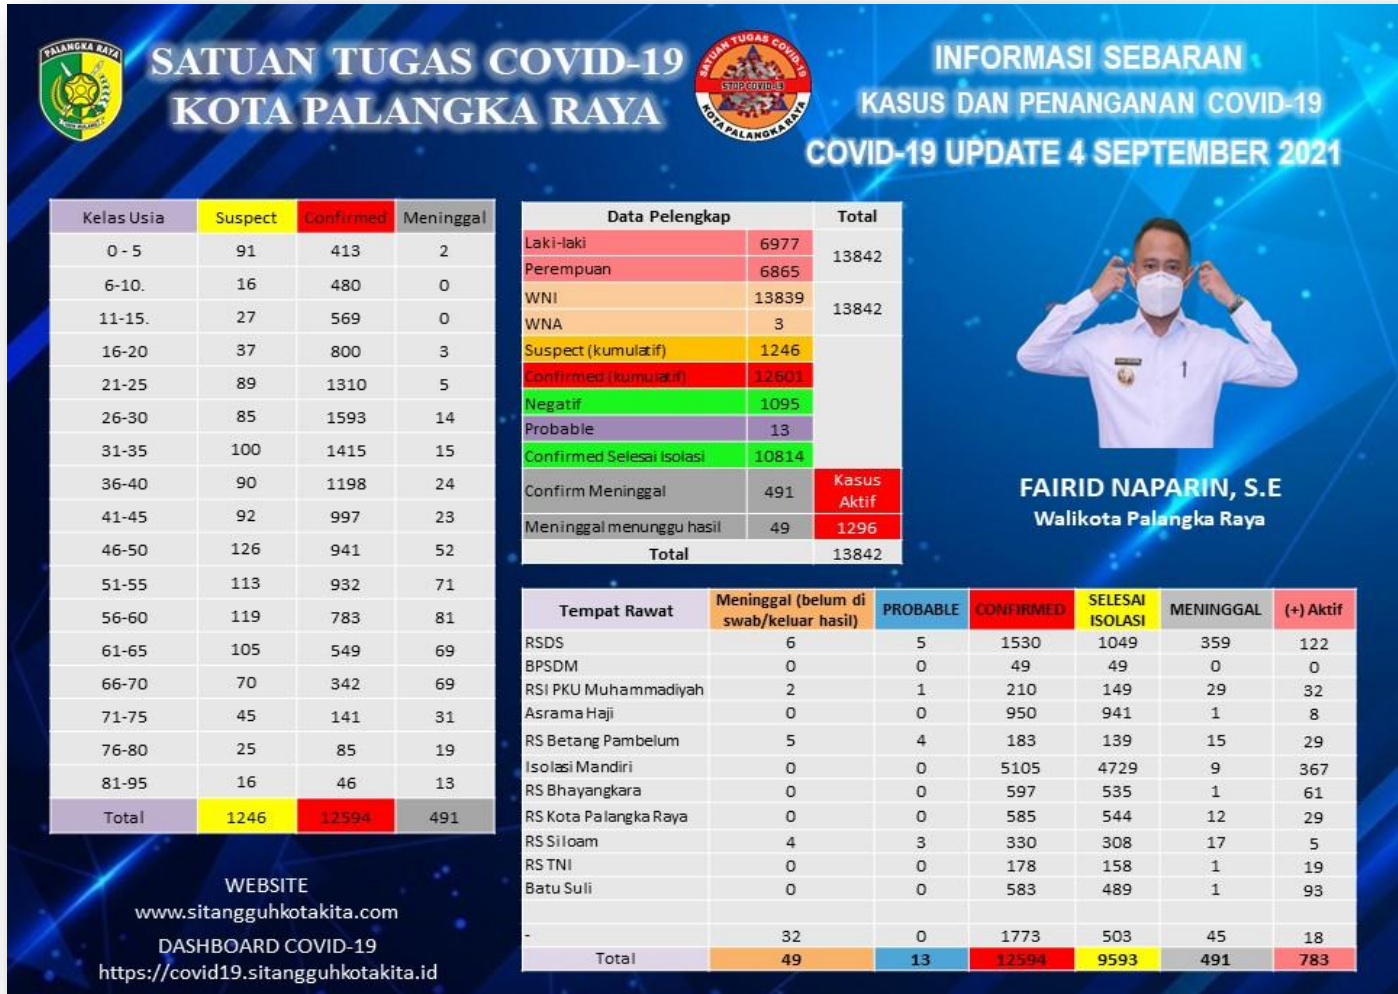 PALANGKA RAYA
SATUAN TUGAS COVID-19
KOTA PALANGKA RAYA
SATUAN TUGAS COVID-19
STOP COVID-19
KOTA PALANGKA RAYA
INFORMASI SEBARAN
KASUS DAN PENANGANAN COVID-19
COVID-19 UPDATE 4 SEPTEMBER 2021
Kelas Usia Suspect Confirmed Meninggal
0 - 5 91 413 2
6-10. 16 480 0
11-15. 27 569 0
16-20 37 800 3
21-25 89 1310 5
26-30 85 1593 14
31-35 100 1415 15
36-40 90 1198 24
41-45 92 997 23
46-50 126 941 52
51-55 113 932 71
56-60 119 783 81
61-65 105 549 69
66-70 70 342 69
71-75 45 141 31
76-80 25 85 19
81-95 16 46 13
Total 1246 12594 491
WEBSITE
www.sitangguhkotakita.com
DASHBOARD COVID-19
https://covid19.sitangguhkotakita.id
Data Pelengkap Total
Laki-laki 6977 13842
Perempuan 6865
WNI 13839 13842
WNA 3
Suspect (kumulatif) 1246
Confirmed (kumulatif) 12601
Negatif 1095
Probable 13
Confirmed Selesai Isolasi 10814
Confirm Meninggal 491 Kasus Aktif
Meninggal menunggu hasil 49 1296
Total 13842
FAIRID NAPARIN, S.E
Walikota Palangka Raya
Tempat Rawat Meninggal (belum di swab/keluar hasil) PROBABLE CONFIRMED SELESAI ISOLASI MENINGGAL (+) Aktif
RSDS 6 5 1530 1049 359 122
BPSDM 0 0 49 49 0 0
RSI PKU Muhammadiyah 2 1 210 149 29 32
Asrama Haji 0 0 950 941 1 8
RS Betang Pambelum 5 4 183 139 15 29
Isolasi Mandiri 0 0 5105 4729 9 367
RS Bhayangkara 0 0 597 535 1 61
RS Kota Palangka Raya 0 0 585 544 12 29
RS Siloam 4 3 330 308 17 5
RS TNI 0 0 178 158 1 19
Batu Suli 0 0 583 489 1 93
- 32 0 1773 503 45 18
Total 49 13 12594 9593 491 783